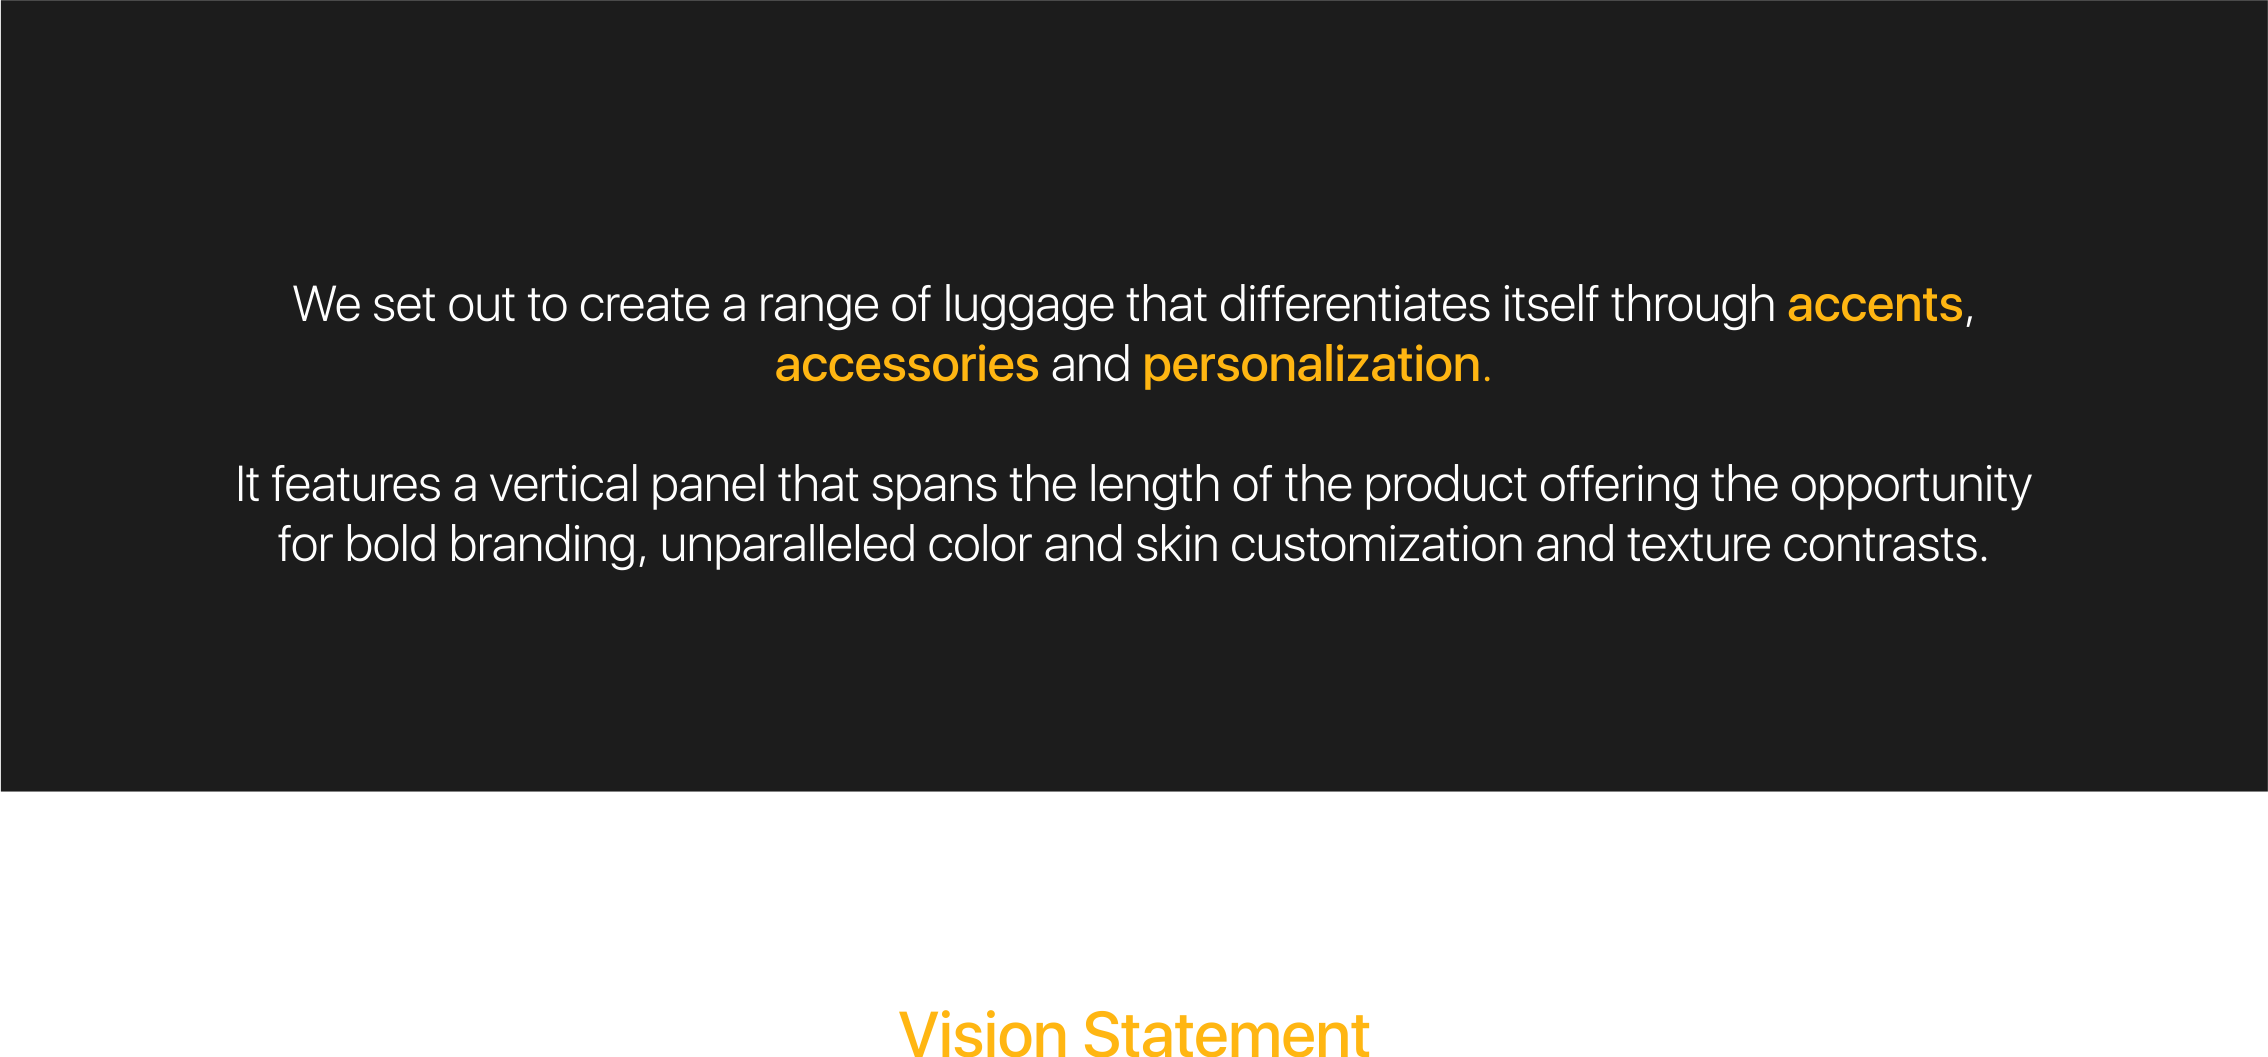 We set out to create a range of luggage that differentiates itself through accents,
accessories and personalization.
It features a vertical panel that spans the length of the product offering the opportunity
for bold branding, unparalleled color and skin customization and texture contrasts.
Vision Statement